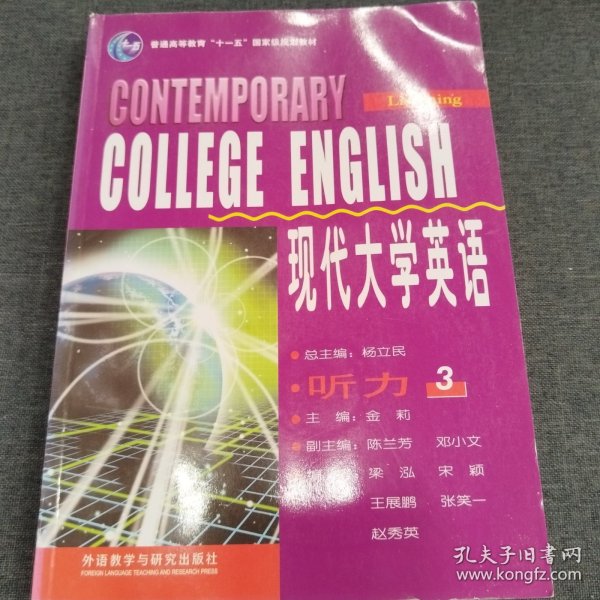 普通高等教育"十一五"国家级规划教材
CONTEMPORARY
Listening
COLLEGE ENGLISH
现代大学英语
总主编：杨立民
听力 3
主 编：金 莉
副主编：陈兰芳 邓小文
梁 泓 宋 颖
王展鹏 张笑一
赵秀英
外语教学与研究出版社
FOREIGN LANGUAGE TEACHING AND RESEARCH PRESS
孔夫子旧书网
www.kongfz.com